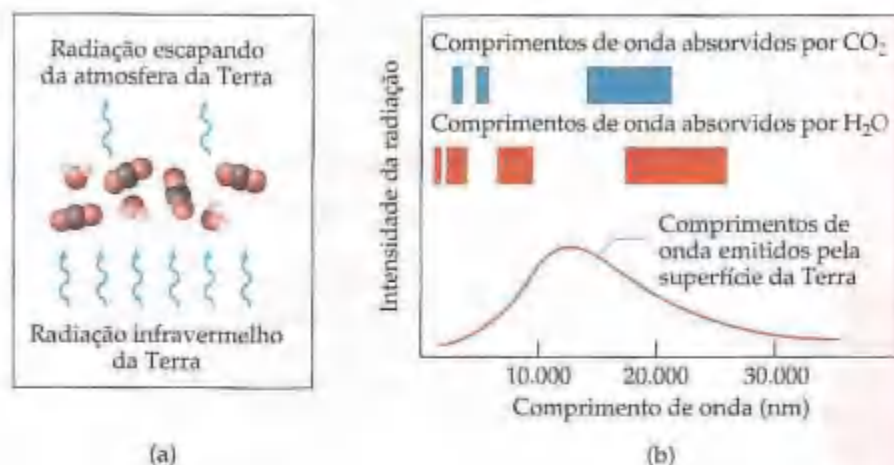 Radiação escapando
da atmosfera da Terra
Radiação infravermelho
da Terra
(a)
Intensidade da radiação
Comprimentos de onda absorvidos por CO₂
Comprimentos de onda absorvidos por H₂O
Comprimentos de
onda emitidos pela
superfície da Terra
10.000 20.000 30.000
Comprimento de onda (nm)
(b)